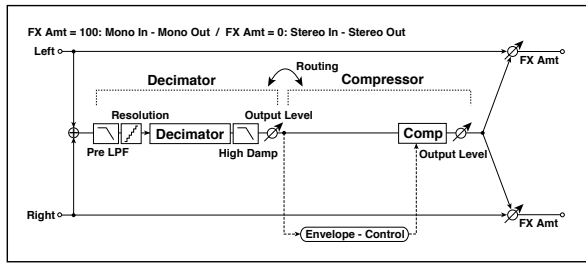 FX Amt = 100: Mono In - Mono Out / FX Amt = 0: Stereo In - Stereo Out
Left
FX Amt
Routing
Decimator
Compressor
Resolution
Output Level
Decimator
Comp
Pre LPF
High Damp
Output Level
Right
FX Amt
Envelope - Control